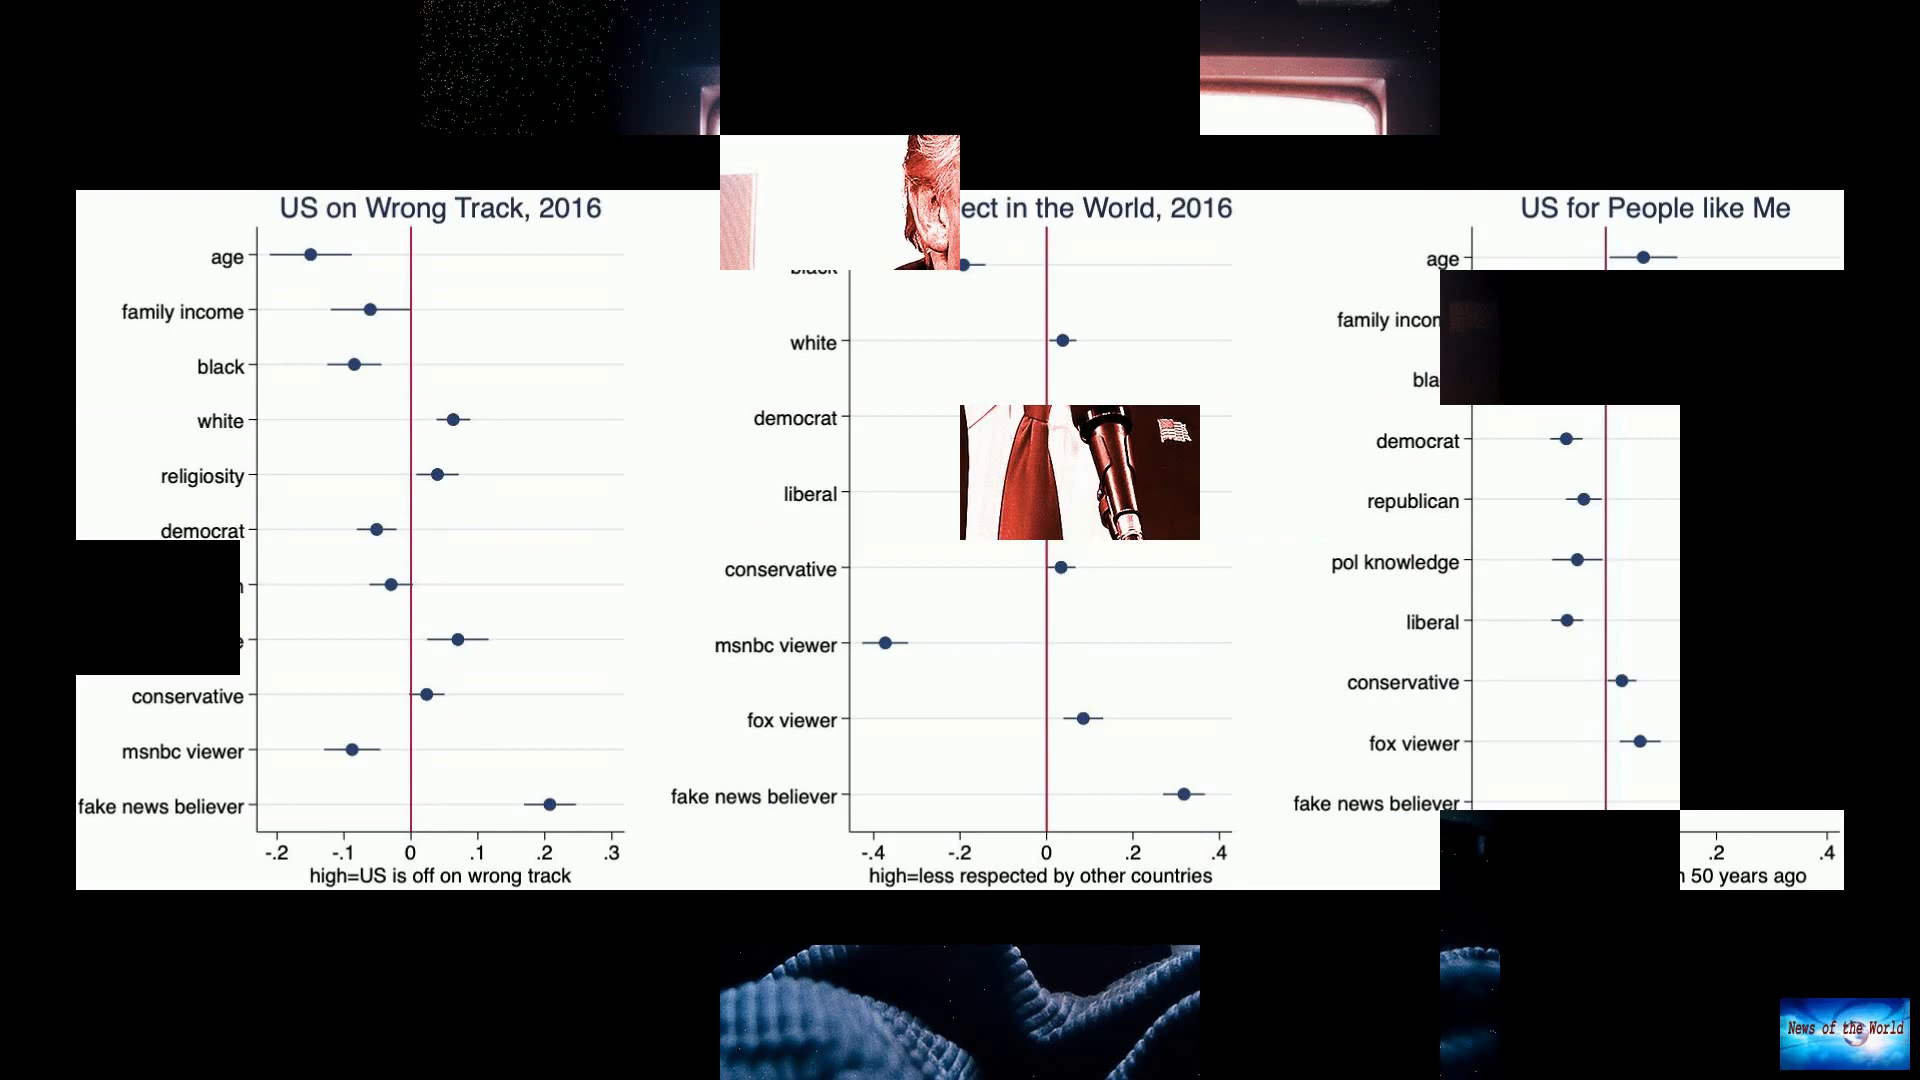 US on Wrong Track, 2016
age
family income
black
white
religiosity
democrat
conservative
msnbc viewer
fake news believer
-.2 -.1 0 .1 .2 .3
high=US is off on wrong track
in the World, 2016
white
democrat
liberal
conservative
msnbc viewer
fox viewer
fake news believer
-.4 -.2 0 .2 .4
high=less respected by other countries
US for People like Me
age
family
democrat
republican
pol knowledge
liberal
conservative
fox viewer
fake news believer
.2 .4
50 years ago
News of the World